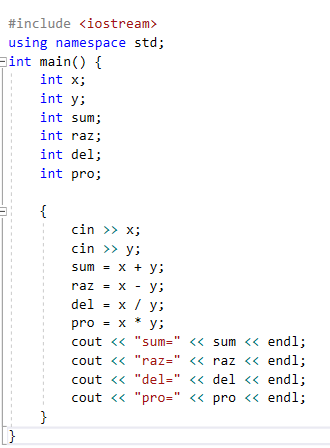 #include <iostream>
using namespace std;
int main() {
    int x;
    int y;
    int sum;
    int raz;
    int del;
    int pro;

    {
        cin >> x;
        cin >> y;
        sum = x + y;
        raz = x - y;
        del = x / y;
        pro = x * y;
        cout << "sum=" << sum << endl;
        cout << "raz=" << raz << endl;
        cout << "del=" << del << endl;
        cout << "pro=" << pro << endl;
    }
}